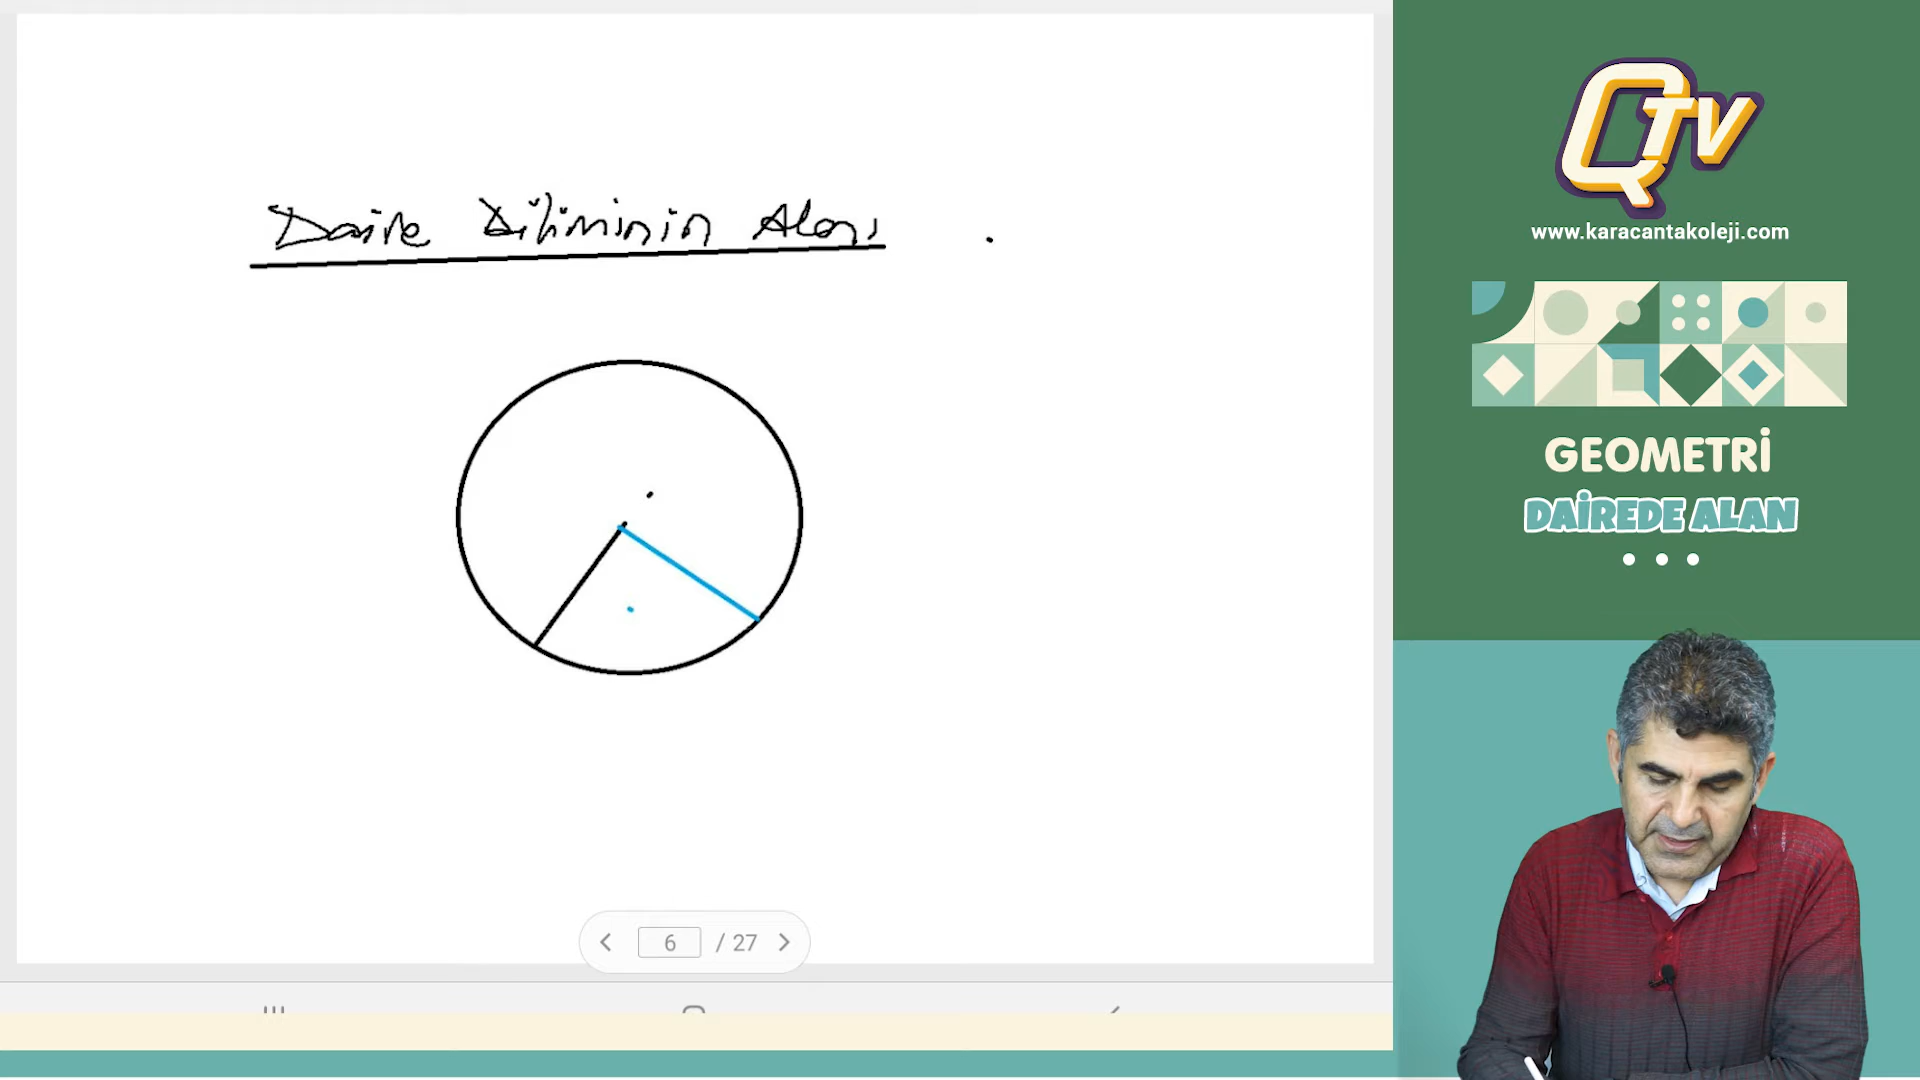 Daire Diliminin Alanı
6 / 27
QTV
www.karacantakoleji.com
GEOMETRİ
DAİREDE ALAN